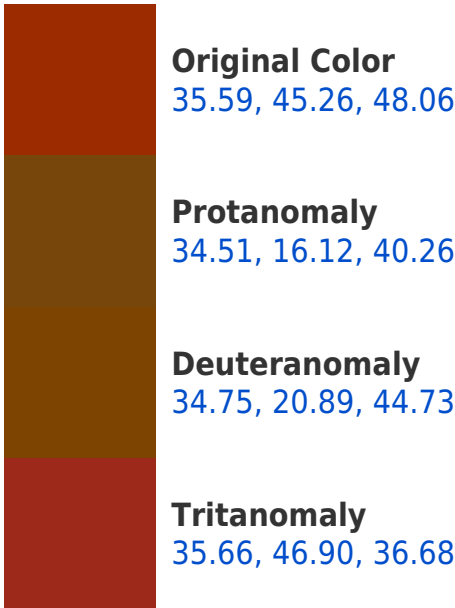 Original Color
35.59, 45.26, 48.06
Protanomaly
34.51, 16.12, 40.26
Deuteranomaly
34.75, 20.89, 44.73
Tritanomaly
35.66, 46.90, 36.68